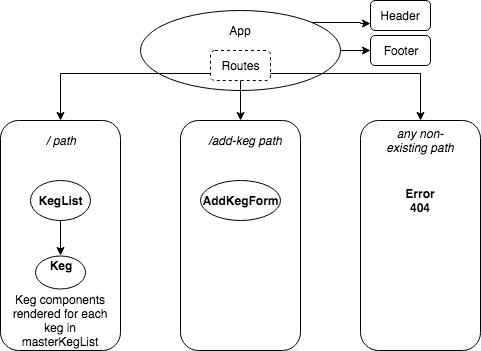 App
Header
Footer
Routes
/ path
KegList
Keg
Keg components
rendered for each
keg in
masterKegList
/add-keg path
AddKegForm
any non-
existing path
Error
404